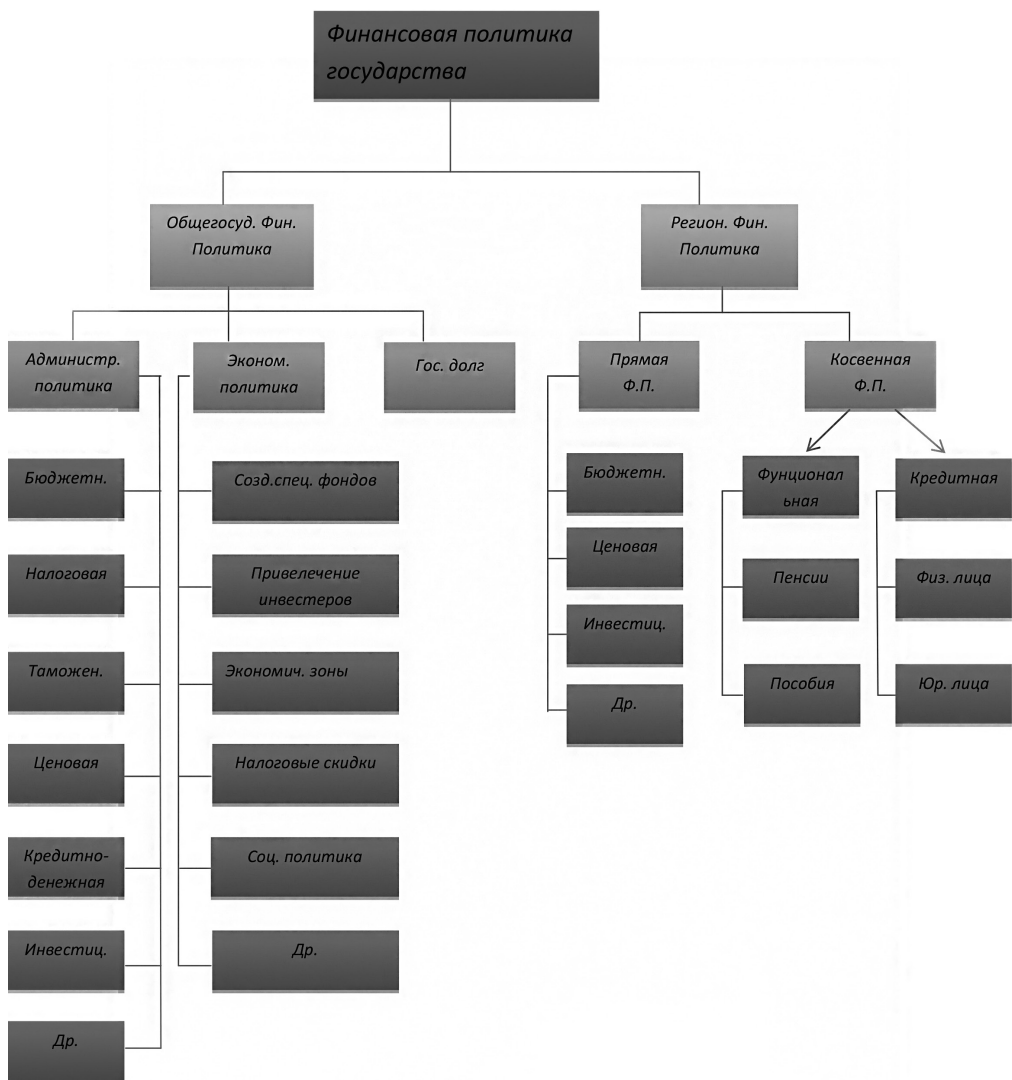 Финансовая политика
государства
Общегосуд. Фин.
Политика
Регион. Фин.
Политика
Администр.
политика
Эконом.
политика
Гос. долг
Прямая
Ф.П.
Косвенная
Ф.П.
Бюджетн.
Налоговая
Таможен.
Ценовая
Кредитно-
денежная
Инвестиц.
Др.
Созд.спец. фондов
Привелечение
инвестеров
Экономич. зоны
Налоговые скидки
Соц. политика
Др.
Бюджетн.
Ценовая
Инвестиц.
Др.
Фунционал
ьная
Пенсии
Пособия
Кредитная
Физ. лица
Юр. лица